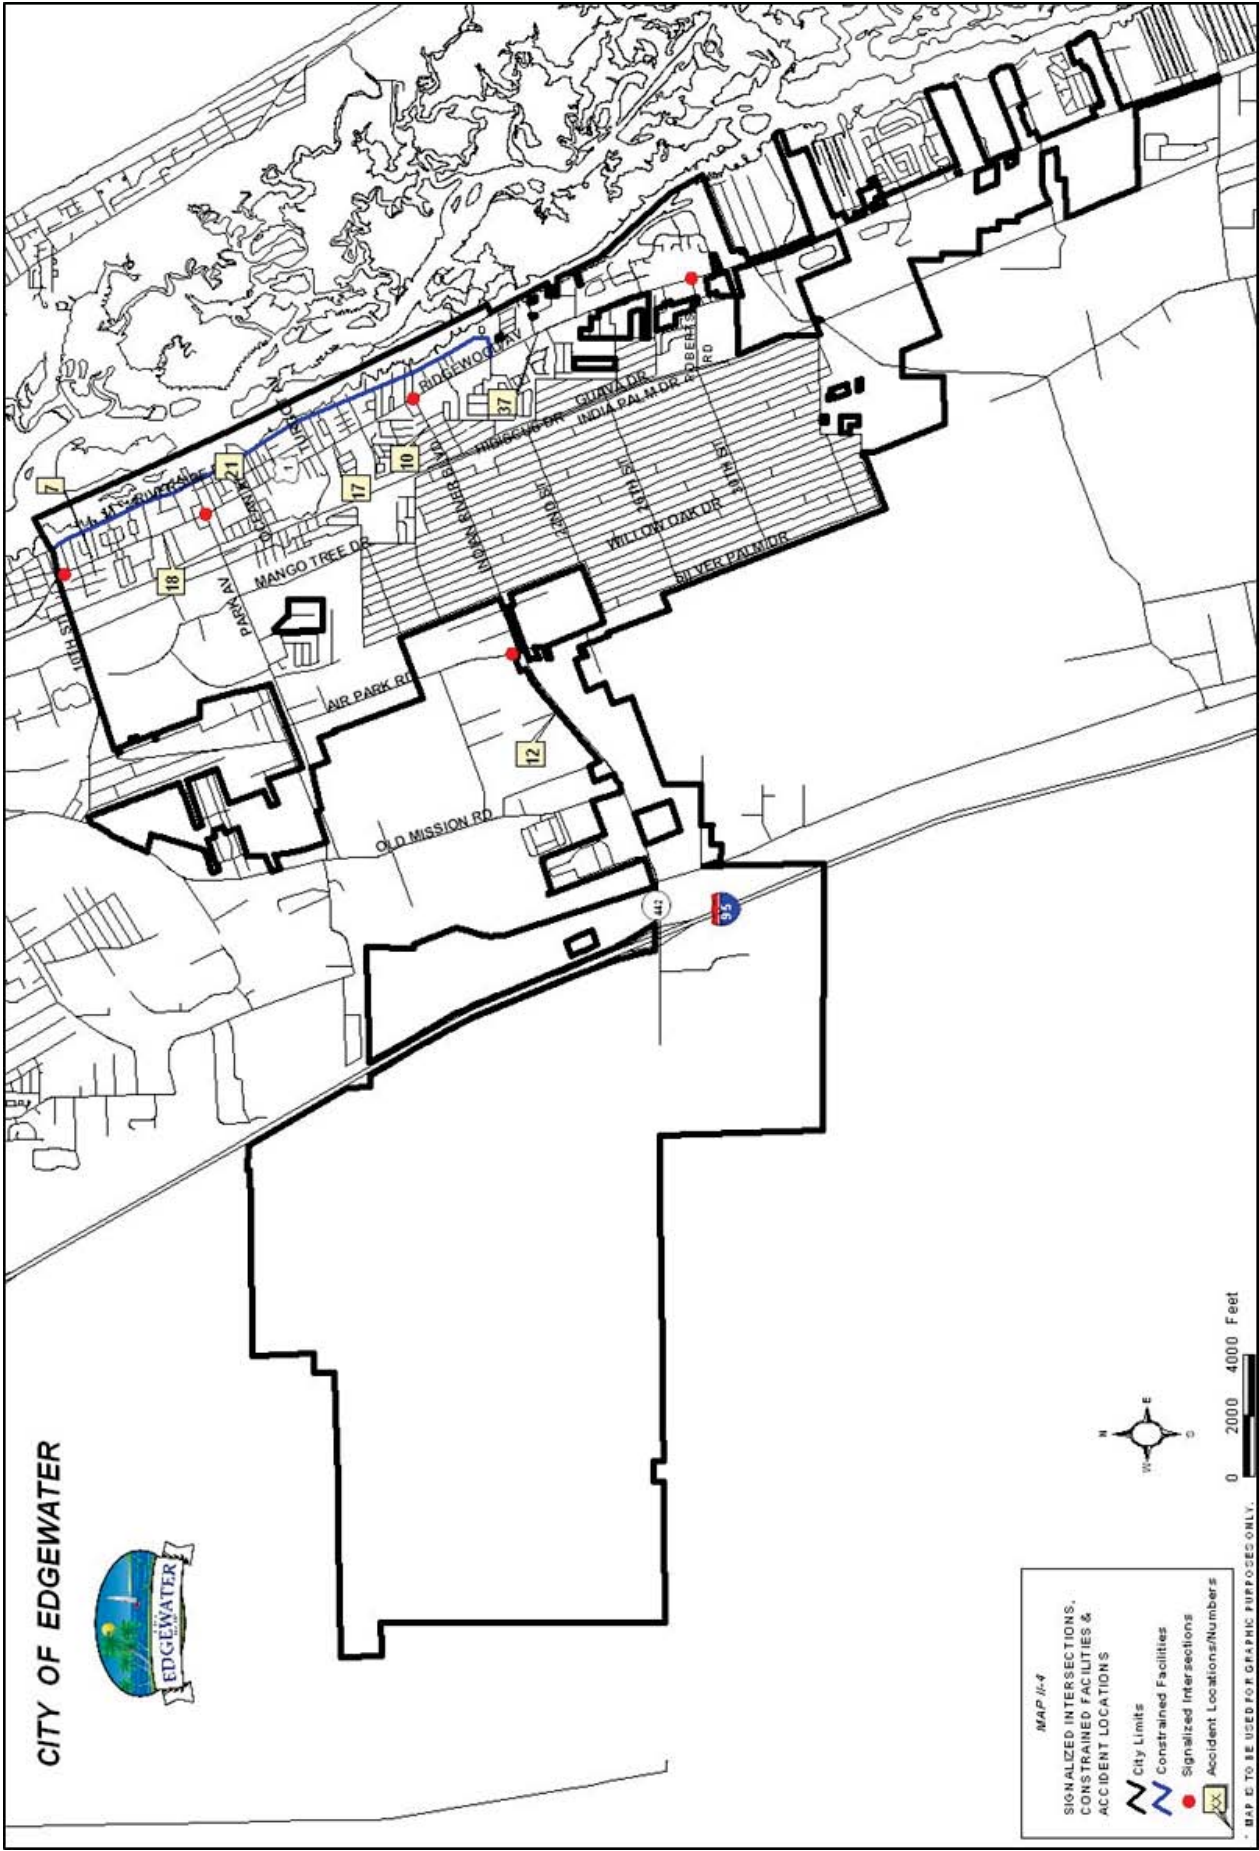 CITY OF EDGEWATER
EDGEWATER
7
21
18
17
10
37
12
10TH ST
PARK AV
MANGO TREE DR
AIR PARK RD
OLD MISSION RD
RIDGEWOOD AV
INDIAN RIVER BLVD
HIBISCUS DR
GUAVA DR
INDIA PALM DR
22ND ST
26TH ST
30TH ST
WILLOW OAK DR
SILVER PALM DR
RD
442
95
N
W
E
S
0 2000 4000 Feet
MAP II-4
SIGNALIZED INTERSECTIONS,
CONSTRAINED FACILITIES &
ACCIDENT LOCATIONS
City Limits
Constrained Facilities
Signalized Intersections
XX Accident Locations/Numbers
* MAP IS TO BE USED FOR GRAPHIC PURPOSES ONLY.